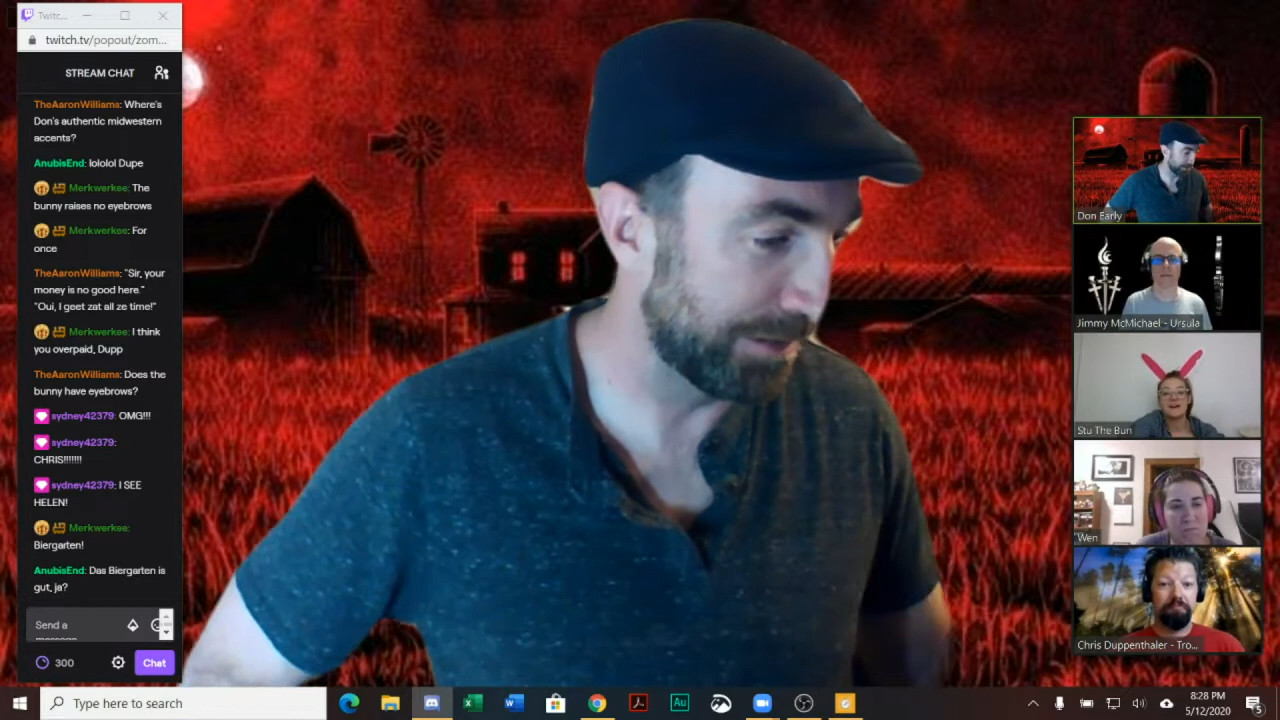 Twitc...
twitch.tv/popout/zom...
STREAM CHAT
TheAaronWilliams: Where's
Don's authentic midwestern
accents?
AnubisEnd: lololol Dupe
Merkwerkee: The
bunny raises no eyebrows
Merkwerkee: For
once
TheAaronWilliams: "Sir, your
money is no good here."
"Oui, I geet zat all ze time!"
Merkwerkee: I think
you overpaid, Dupp
TheAaronWilliams: Does the
bunny have eyebrows?
sydney42379: OMG!!!
sydney42379:
CHRIS!!!!!!!
sydney42379: I SEE
HELEN!
Merkwerkee:
Biergarten!
AnubisEnd: Das Biergarten is
gut, ja?
Send a
300
Chat
Don Early
Jimmy McMichael - Ursula
Stu The Bun
Wen
Chris Duppenthaler - Tro...
Type here to search
Au
8:28 PM
5/12/2020
5